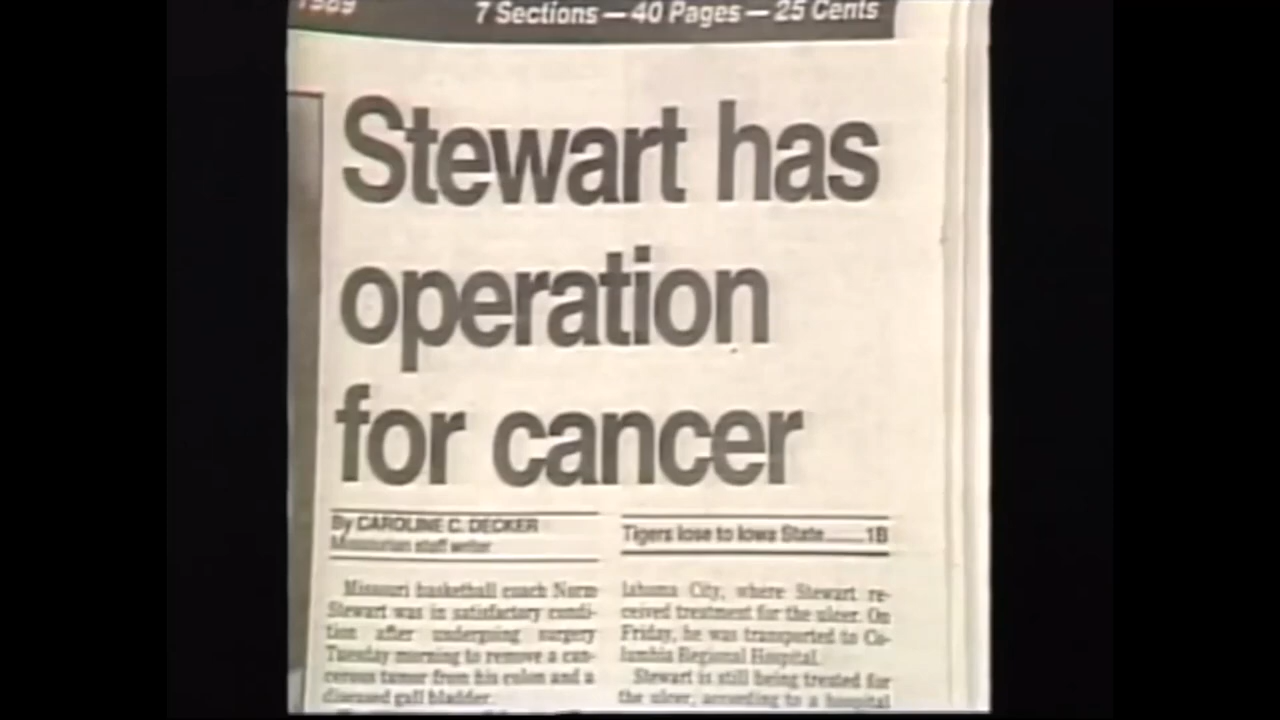 1989
7 Sections — 40 Pages — 25 Cents
Stewart has
operation
for cancer
By CAROLINE C. DECKER
Missourian staff writer
Missouri basketball coach Norm
Stewart was in satisfactory condi-
tion after undergoing surgery
Tuesday morning to remove a can-
cerous tumor from his colon and a
diseased gall bladder.
Tigers lose to Iowa State........1B
lahoma City, where Stewart re-
ceived treatment for the ulcer. On
Friday, he was transported to Co-
lumbia Regional Hospital.
Stewart is still being treated for
the ulcer, according to a hospital